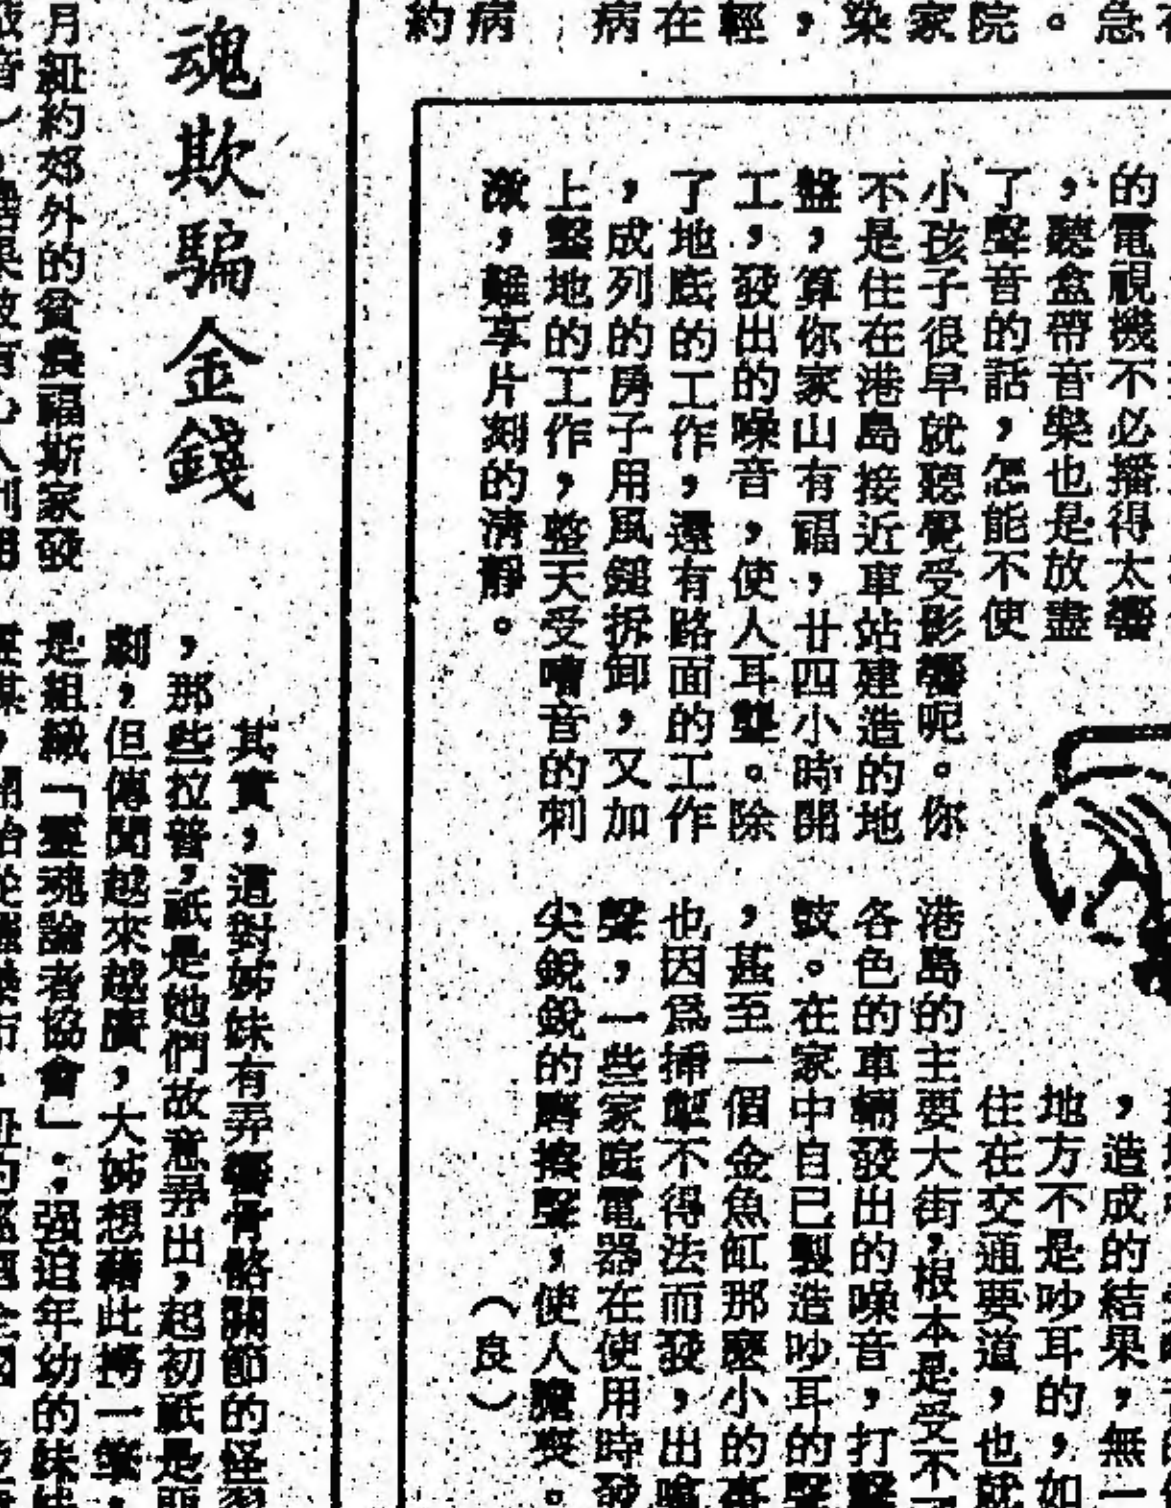 病在輕，染家院。急
約病
的電視機不必播得太響
，聽盒帶音樂也是放盡
了聲音的話，怎能不使
小孩子很早就聽覺受影響呢。你
不是住在港島接近車站建造的地
盤，算你家山有福，廿四小時開
工，發出的噪音，使人耳聾。除
了地底的工作，還有路面的工作
，成列的房子用風鎚拆卸，又加
上鑿地的工作，整天受嘈音的刺
激，難享片刻的清靜。
，造成的結果，無一
地方不是吵耳的，如
住在交通要道，也就
港島的主要大街，根本是受不
各色的車輛發出的噪音，打擊
鼓。在家中自己製造吵耳的聲
，甚至一個金魚缸那麼小的
也因爲插掣不得法而發，出
聲，一些家庭電器在使用時發
尖銳銳的磨擦聲，使人膽喪。
（良）
魂欺騙金錢
月紐約郊外的貧農福斯家發
其實，這對姊妹有弄響骨骼關節的怪習
，那些拉普，祇是她們故意弄出，起初祇是
劇，但傳聞越來越廣，大姊想藉此撈一筆，
是組織「靈魂論者協會」：强迫年幼的妹妹